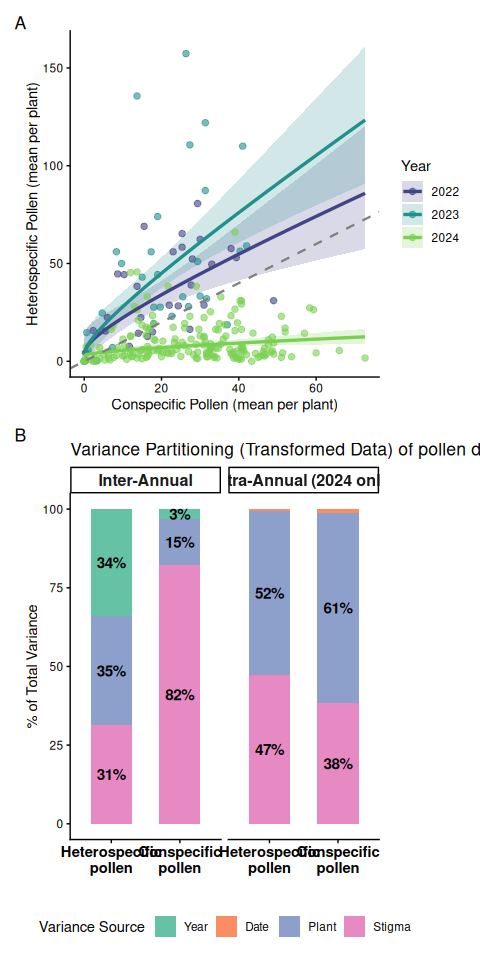 A
Heterospecific Pollen (mean per plant)
150
100
50
0
0 20 40 60
Conspecific Pollen (mean per plant)
Year
2022
2023
2024
B
Variance Partitioning (Transformed Data) of pollen d
Inter-Annual
tra-Annual (2024 onl
% of Total Variance
100
75
50
25
0
34%
35%
31%
3%
15%
82%
52%
47%
61%
38%
Heterospecific
pollen
Conspecific
pollen
Heterospecific
pollen
Conspecific
pollen
Variance Source Year Date Plant Stigma